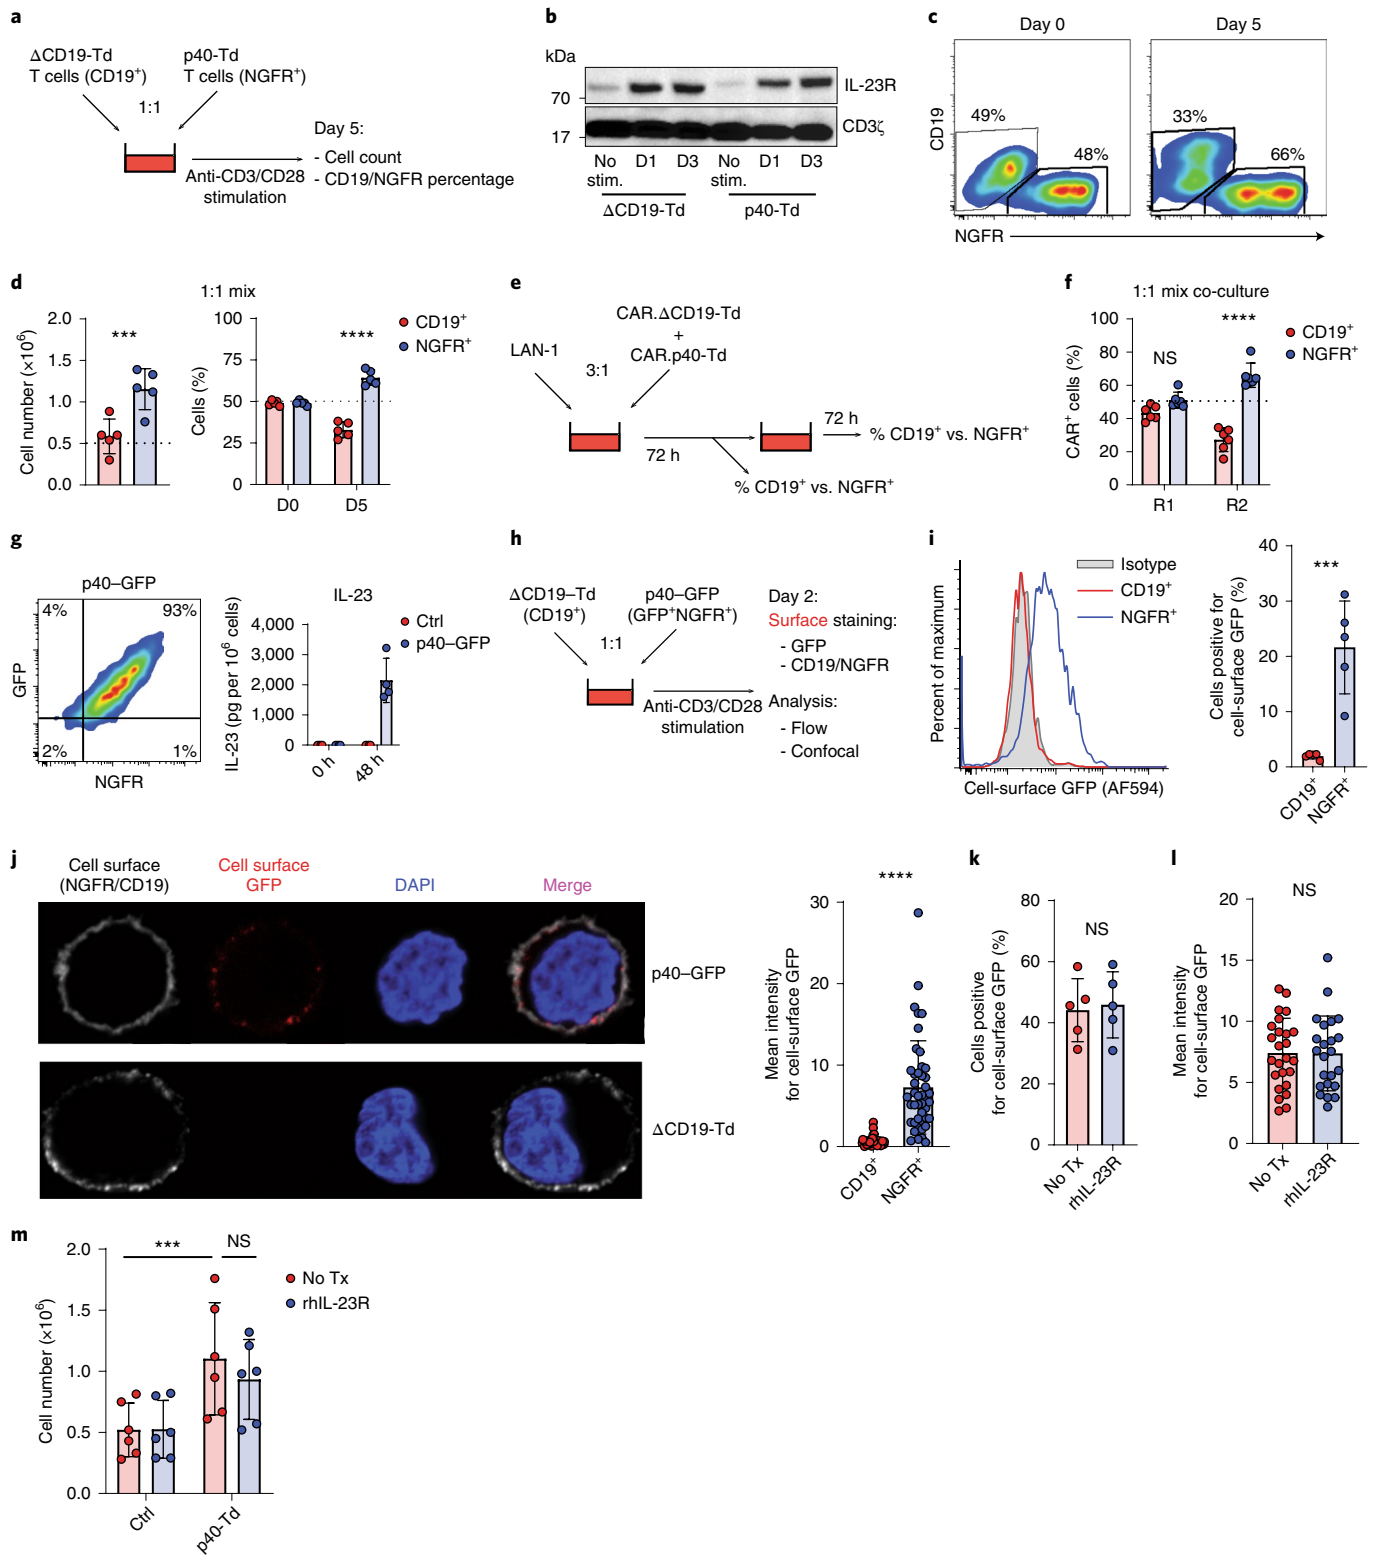 a
ΔCD19-Td
T cells (CD19+)
p40-Td
T cells (NGFR+)
1:1
Anti-CD3/CD28
stimulation
Day 5:
- Cell count
- CD19/NGFR percentage
b
kDa
70
17
IL-23R
CD3ζ
No
stim.
D1
D3
No
stim.
D1
D3
ΔCD19-Td
p40-Td
c
Day 0
Day 5
CD19
49%
48%
33%
66%
NGFR
d
1:1 mix
Cell number (×10⁶)
2.0
1.5
1.0
0.5
0.0
***
Cells (%)
100
75
50
25
0
****
D0
D5
CD19+
NGFR+
e
LAN-1
CAR.ΔCD19-Td
+
CAR.p40-Td
3:1
72 h
% CD19+ vs. NGFR+
72 h
% CD19+ vs. NGFR+
f
1:1 mix co-culture
CAR+ cells (%)
100
80
60
40
20
0
NS
****
R1
R2
CD19+
NGFR+
g
p40–GFP
4%
93%
2%
1%
GFP
NGFR
IL-23
IL-23 (pg per 10⁶ cells)
4,000
3,000
2,000
1,000
0
0 h
48 h
Ctrl
p40–GFP
h
ΔCD19–Td
(CD19+)
p40–GFP
(GFP+NGFR+)
1:1
Anti-CD3/CD28
stimulation
Day 2:
Surface staining:
- GFP
- CD19/NGFR
Analysis:
- Flow
- Confocal
i
Percent of maximum
Cell-surface GFP (AF594)
Isotype
CD19+
NGFR+
Cells positive for
cell-surface GFP (%)
40
30
20
10
0
***
CD19+
NGFR+
j
Cell surface
(NGFR/CD19)
Cell surface
GFP
DAPI
Merge
p40–GFP
ΔCD19-Td
Mean intensity
for cell-surface GFP
30
20
10
0
****
CD19+
NGFR+
k
Cells positive
for cell-surface GFP (%)
80
60
40
20
0
NS
No Tx
rhIL-23R
l
Mean intensity
for cell-surface GFP
20
15
10
5
0
NS
No Tx
rhIL-23R
m
Cell number (×10⁶)
2.0
1.5
1.0
0.5
0.0
***
NS
No Tx
rhIL-23R
Ctrl
p40-Td